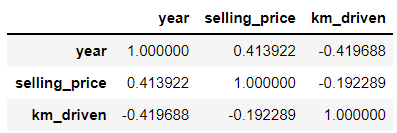 year selling_price km_driven
year 1.000000 0.413922 -0.419688
selling_price 0.413922 1.000000 -0.192289
km_driven -0.419688 -0.192289 1.000000